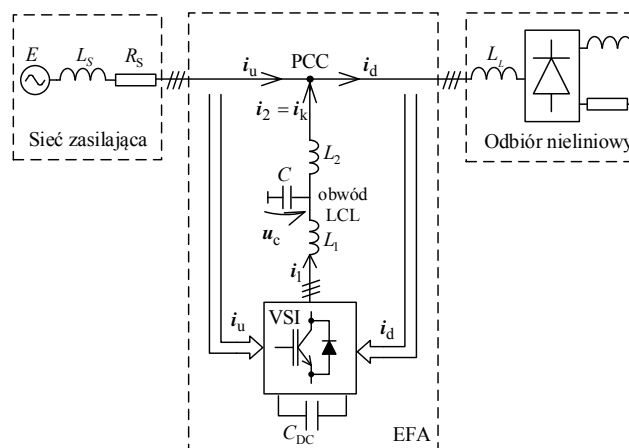 E
L_S
R_S
Sieć zasilająca
i_u
PCC
i_d
i_2 = i_k
L_2
C
obwód
LCL
u_c
L_1
i_1
i_u
VSI
i_d
C_DC
EFA
L_L
Odbiór nieliniowy